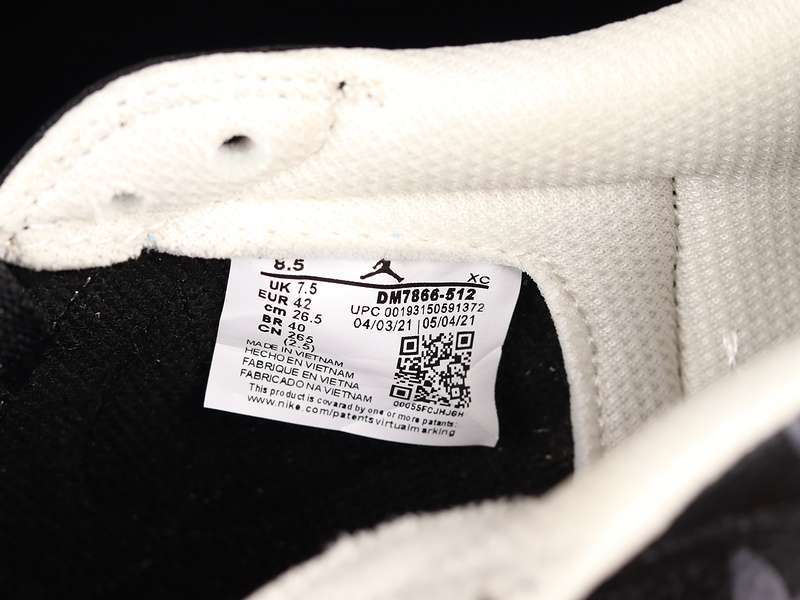 8.5
XC
UK 7.5
EUR 42
cm 26.5
BR 40
CN 265
(2.5)
DM7866-512
UPC 00193150591372
04/03/21 | 05/04/21
MADE IN VIETNAM
HECHO EN VIETNAM
FABRIQUE EN VIETNA
FABRICADO NA VIETNAM
00055FCJHJ6H
This product is covared by one or more patants:
www.nike.com/patentsvirtualmarking